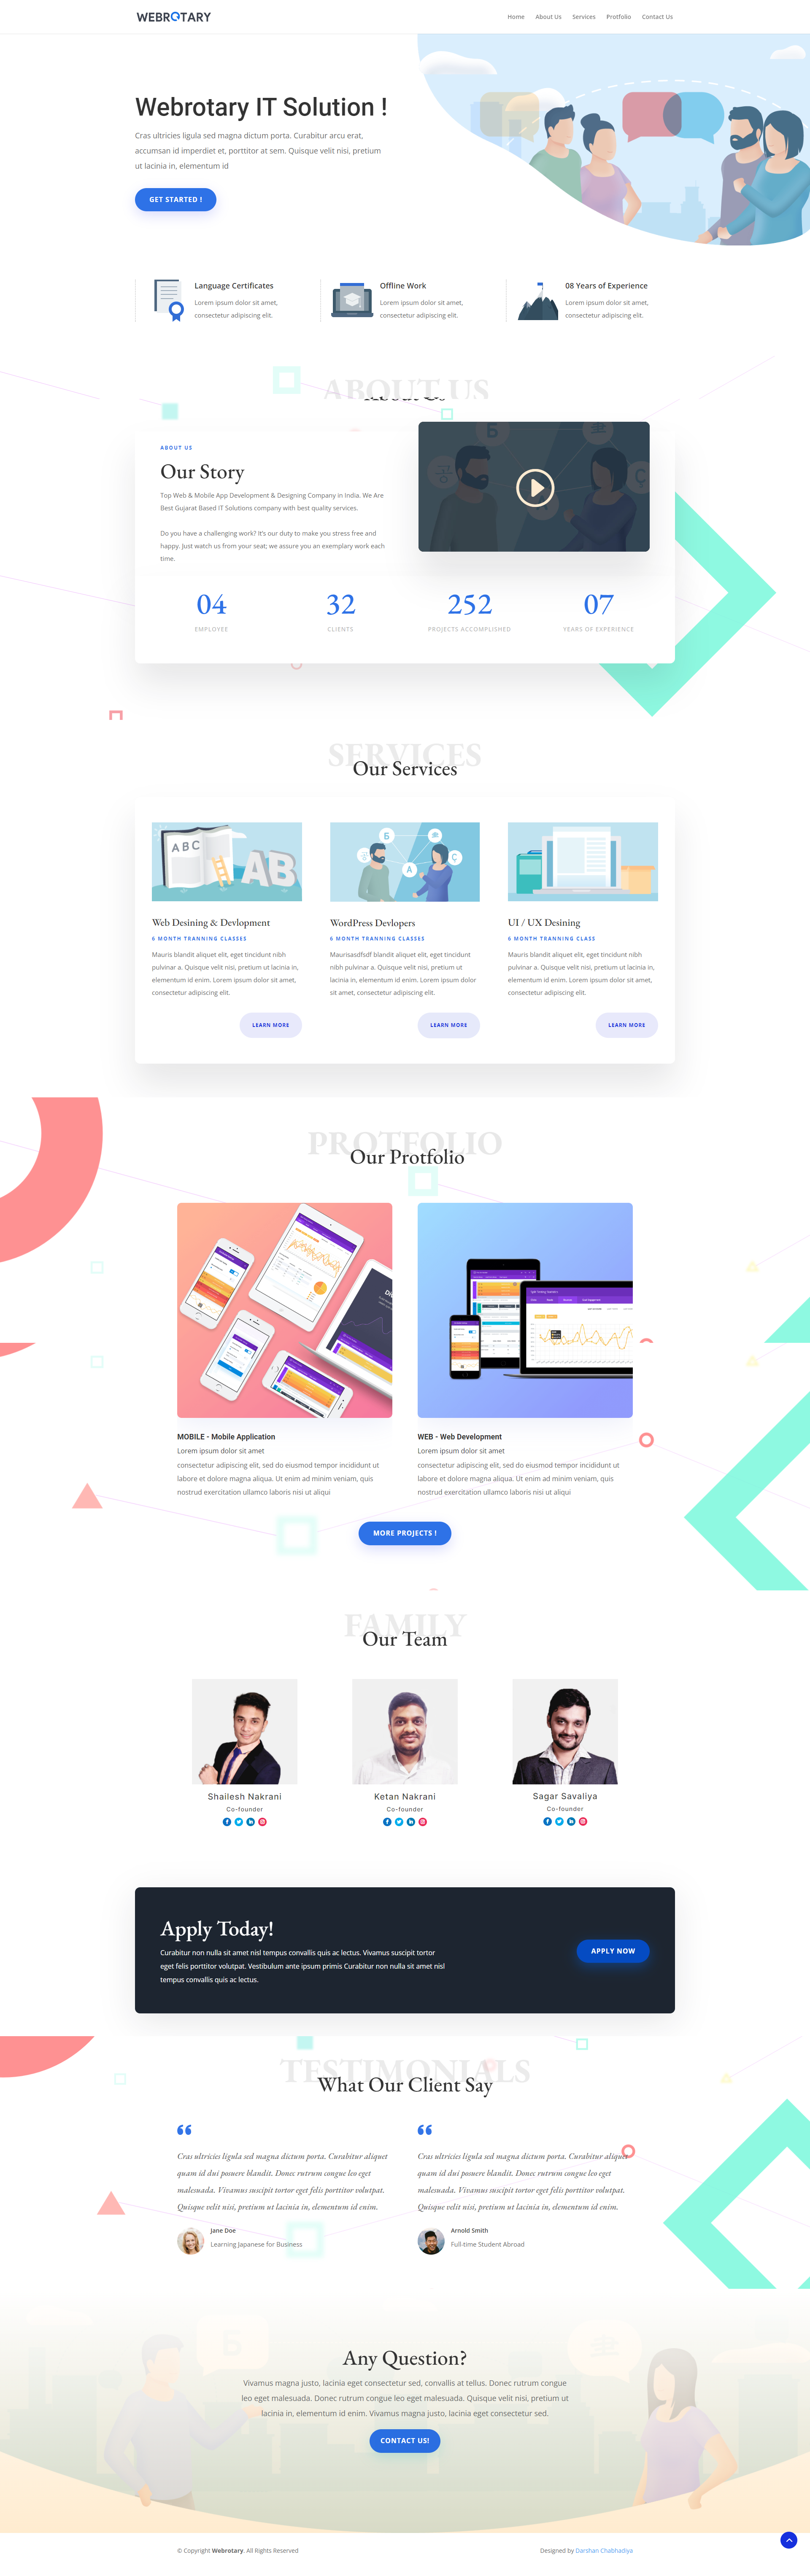 WEBROTARY
Home About Us Services Protfolio Contact Us
Webrotary IT Solution !
Cras ultricies ligula sed magna dictum porta. Curabitur arcu erat,
accumsan id imperdiet et, porttitor at sem. Quisque velit nisi, pretium
ut lacinia in, elementum id
GET STARTED !
Language Certificates
Lorem ipsum dolor sit amet,
consectetur adipiscing elit.
Offline Work
Lorem ipsum dolor sit amet,
consectetur adipiscing elit.
08 Years of Experience
Lorem ipsum dolor sit amet,
consectetur adipiscing elit.
ABOUT US
About Us
ABOUT US
Our Story
Top Web & Mobile App Development & Designing Company in India. We Are
Best Gujarat Based IT Solutions company with best quality services.
Do you have a challenging work? It's our duty to make you stress free and
happy. Just watch us from your seat; we assure you an exemplary work each
time.
04
EMPLOYEE
32
CLIENTS
252
PROJECTS ACCOMPLISHED
07
YEARS OF EXPERIENCE
SERVICES
Our Services
ABC
AB
Web Desining & Devlopment
6 MONTH TRANNING CLASSES
Mauris blandit aliquet elit, eget tincidunt nibh
pulvinar a. Quisque velit nisi, pretium ut lacinia in,
elementum id enim. Lorem ipsum dolor sit amet,
consectetur adipiscing elit.
LEARN MORE
Б
A
Ç
WordPress Devlopers
6 MONTH TRANNING CLASSES
Maurisasdfsdf blandit aliquet elit, eget tincidunt
nibh pulvinar a. Quisque velit nisi, pretium ut
lacinia in, elementum id enim. Lorem ipsum dolor
sit amet, consectetur adipiscing elit.
LEARN MORE
UI / UX Desining
6 MONTH TRANNING CLASS
Mauris blandit aliquet elit, eget tincidunt nibh
pulvinar a. Quisque velit nisi, pretium ut lacinia in,
elementum id enim. Lorem ipsum dolor sit amet,
consectetur adipiscing elit.
LEARN MORE
PROTFOLIO
Our Protfolio
MOBILE - Mobile Application
Lorem ipsum dolor sit amet
consectetur adipiscing elit, sed do eiusmod tempor incididunt ut
labore et dolore magna aliqua. Ut enim ad minim veniam, quis
nostrud exercitation ullamco laboris nisi ut aliqui
WEB - Web Development
Lorem ipsum dolor sit amet
consectetur adipiscing elit, sed do eiusmod tempor incididunt ut
labore et dolore magna aliqua. Ut enim ad minim veniam, quis
nostrud exercitation ullamco laboris nisi ut aliqui
MORE PROJECTS !
FAMILY
Our Team
Shailesh Nakrani
Co-founder
Ketan Nakrani
Co-founder
Sagar Savaliya
Co-founder
Apply Today!
Curabitur non nulla sit amet nisl tempus convallis quis ac lectus. Vivamus suscipit tortor
eget felis porttitor volutpat. Vestibulum ante ipsum primis Curabitur non nulla sit amet nisl
tempus convallis quis ac lectus.
APPLY NOW
TESTIMONIALS
What Our Client Say
Cras ultricies ligula sed magna dictum porta. Curabitur aliquet
quam id dui posuere blandit. Donec rutrum congue leo eget
malesuada. Vivamus suscipit tortor eget felis porttitor volutpat.
Quisque velit nisi, pretium ut lacinia in, elementum id enim.
Jane Doe
Learning Japanese for Business
Cras ultricies ligula sed magna dictum porta. Curabitur aliquet
quam id dui posuere blandit. Donec rutrum congue leo eget
malesuada. Vivamus suscipit tortor eget felis porttitor volutpat.
Quisque velit nisi, pretium ut lacinia in, elementum id enim.
Arnold Smith
Full-time Student Abroad
Any Question?
Vivamus magna justo, lacinia eget consectetur sed, convallis at tellus. Donec rutrum congue
leo eget malesuada. Donec rutrum congue leo eget malesuada. Quisque velit nisi, pretium ut
lacinia in, elementum id enim. Vivamus magna justo, lacinia eget consectetur sed.
CONTACT US!
© Copyright Webrotary. All Rights Reserved
Designed by Darshan Chabhadiya